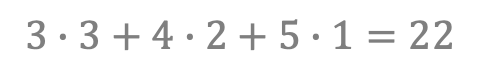 3 · 3 + 4 · 2 + 5 · 1 = 22